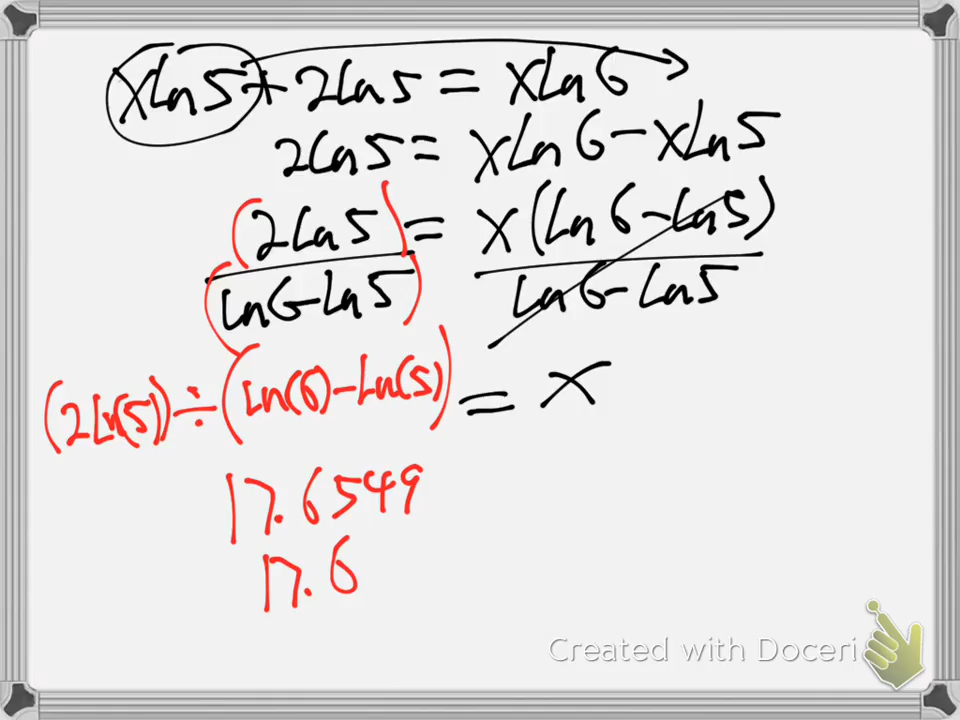 xln5+2ln5=xln6
2ln5=xln6-xln5
(2ln5)=x(ln6-ln5)
(ln6-ln5) ln6-ln5
(2ln(5))÷(ln(6)-ln(5))=x
17.6549
17.6
Created with Doceri